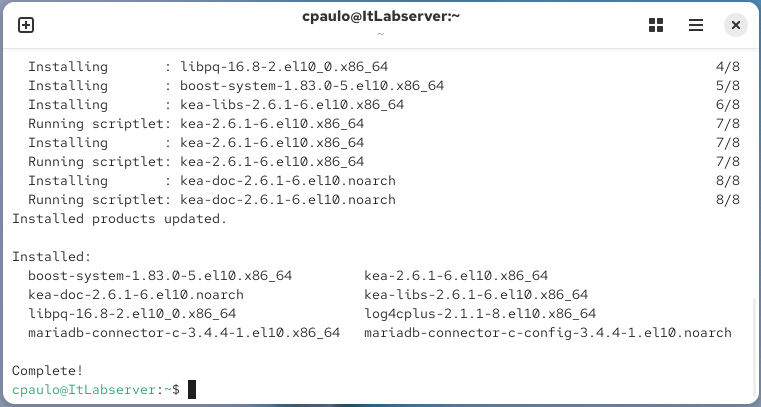 cpaulo@ItLabserver:~
~
Installing : libpq-16.8-2.el10_0.x86_64 4/8
Installing : boost-system-1.83.0-5.el10.x86_64 5/8
Installing : kea-libs-2.6.1-6.el10.x86_64 6/8
Running scriptlet: kea-2.6.1-6.el10.x86_64 7/8
Installing : kea-2.6.1-6.el10.x86_64 7/8
Running scriptlet: kea-2.6.1-6.el10.x86_64 7/8
Installing : kea-doc-2.6.1-6.el10.noarch 8/8
Running scriptlet: kea-doc-2.6.1-6.el10.noarch 8/8
Installed products updated.
Installed:
boost-system-1.83.0-5.el10.x86_64 kea-2.6.1-6.el10.x86_64
kea-doc-2.6.1-6.el10.noarch kea-libs-2.6.1-6.el10.x86_64
libpq-16.8-2.el10_0.x86_64 log4cplus-2.1.1-8.el10.x86_64
mariadb-connector-c-3.4.4-1.el10.x86_64 mariadb-connector-c-config-3.4.4-1.el10.noarch
Complete!
cpaulo@ItLabserver:~$